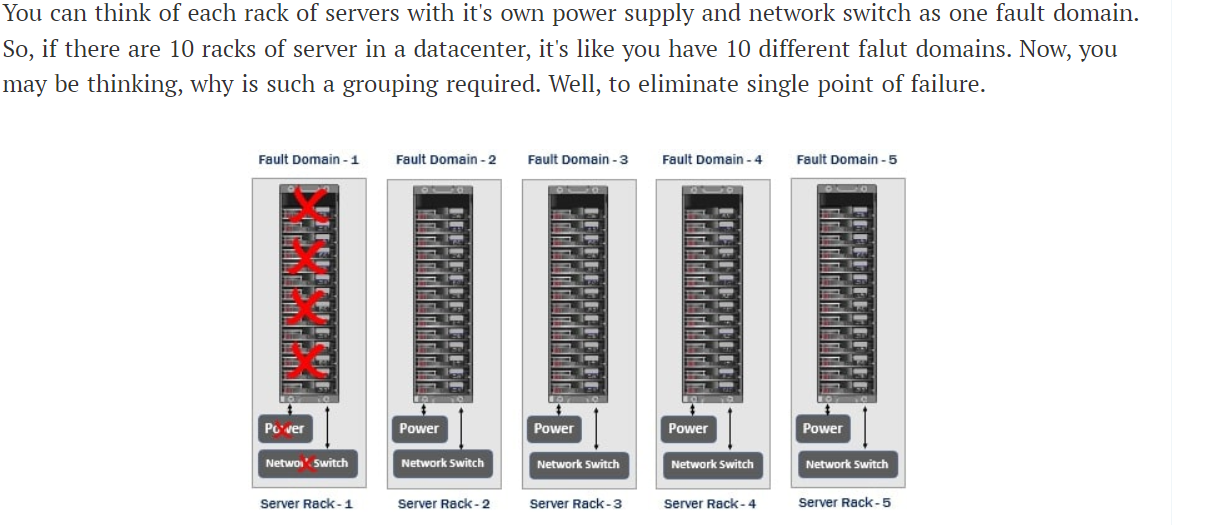 You can think of each rack of servers with it's own power supply and network switch as one fault domain.
So, if there are 10 racks of server in a datacenter, it's like you have 10 different falut domains. Now, you
may be thinking, why is such a grouping required. Well, to eliminate single point of failure.
Fault Domain - 1 Fault Domain - 2 Fault Domain - 3 Fault Domain - 4 Fault Domain - 5
Power Power Power Power Power
Network Switch Network Switch Network Switch Network Switch Network Switch
Server Rack - 1 Server Rack - 2 Server Rack - 3 Server Rack - 4 Server Rack - 5